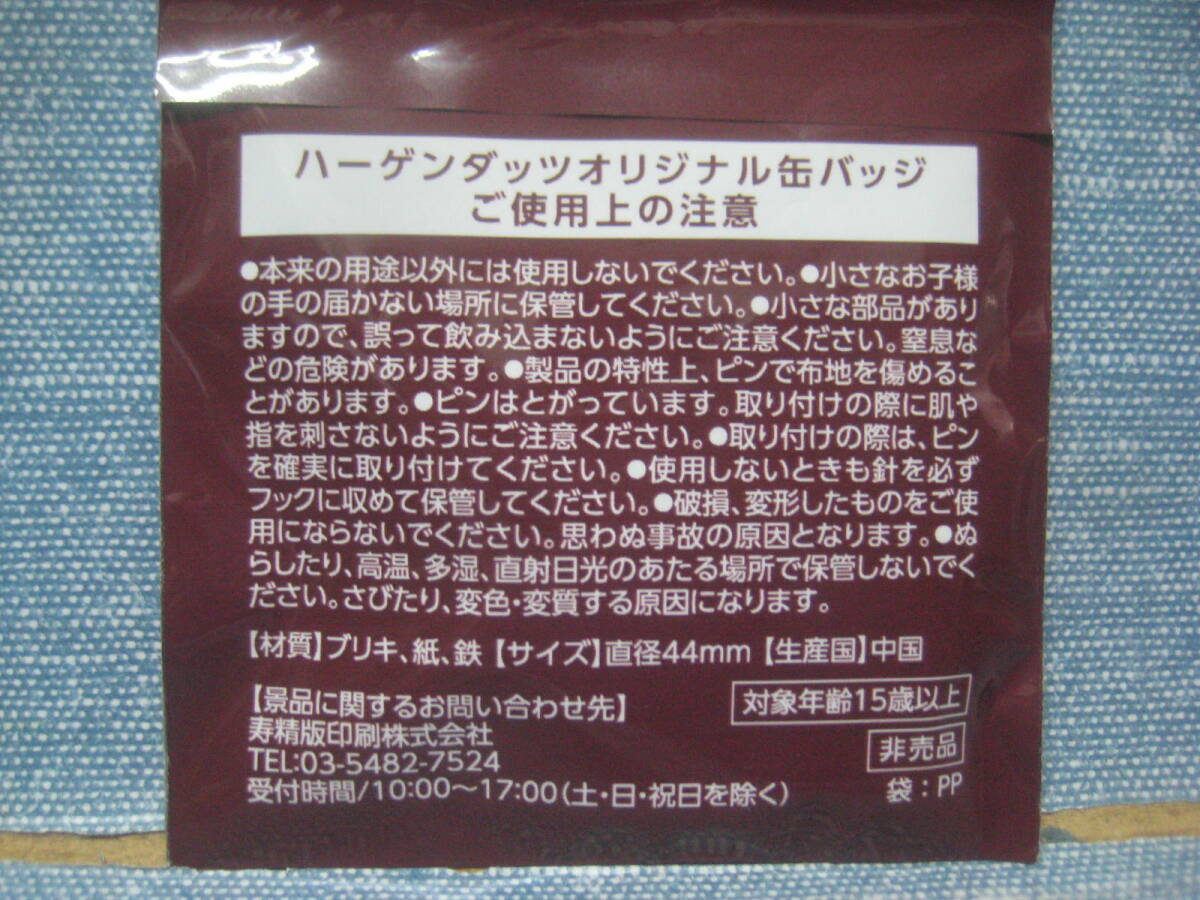 ハーゲンダッツオリジナル缶バッジ
ご使用上の注意
●本来の用途以外には使用しないでください。●小さなお子様
の手の届かない場所に保管してください。●小さな部品があり
ますので、誤って飲み込まないようにご注意ください。窒息な
どの危険があります。●製品の特性上、ピンで布地を傷めるこ
とがあります。●ピンはとがっています。取り付けの際に肌や
指を刺さないようにご注意ください。●取り付けの際は、ピン
を確実に取り付けてください。●使用しないときも針を必ず
フックに収めて保管してください。●破損、変形したものをご使
用にならないでください。思わぬ事故の原因となります。●ぬ
らしたり、高温、多湿、直射日光のあたる場所で保管しないでく
ださい。さびたり、変色・変質する原因になります。
【材質】ブリキ、紙、鉄【サイズ】直径44mm【生産国】中国
【景品に関するお問い合わせ先】
対象年齢15歳以上
寿精版印刷株式会社
非売品
TEL:03-5482-7524
受付時間/10:00～17:00（土・日・祝日を除く）
袋：PP